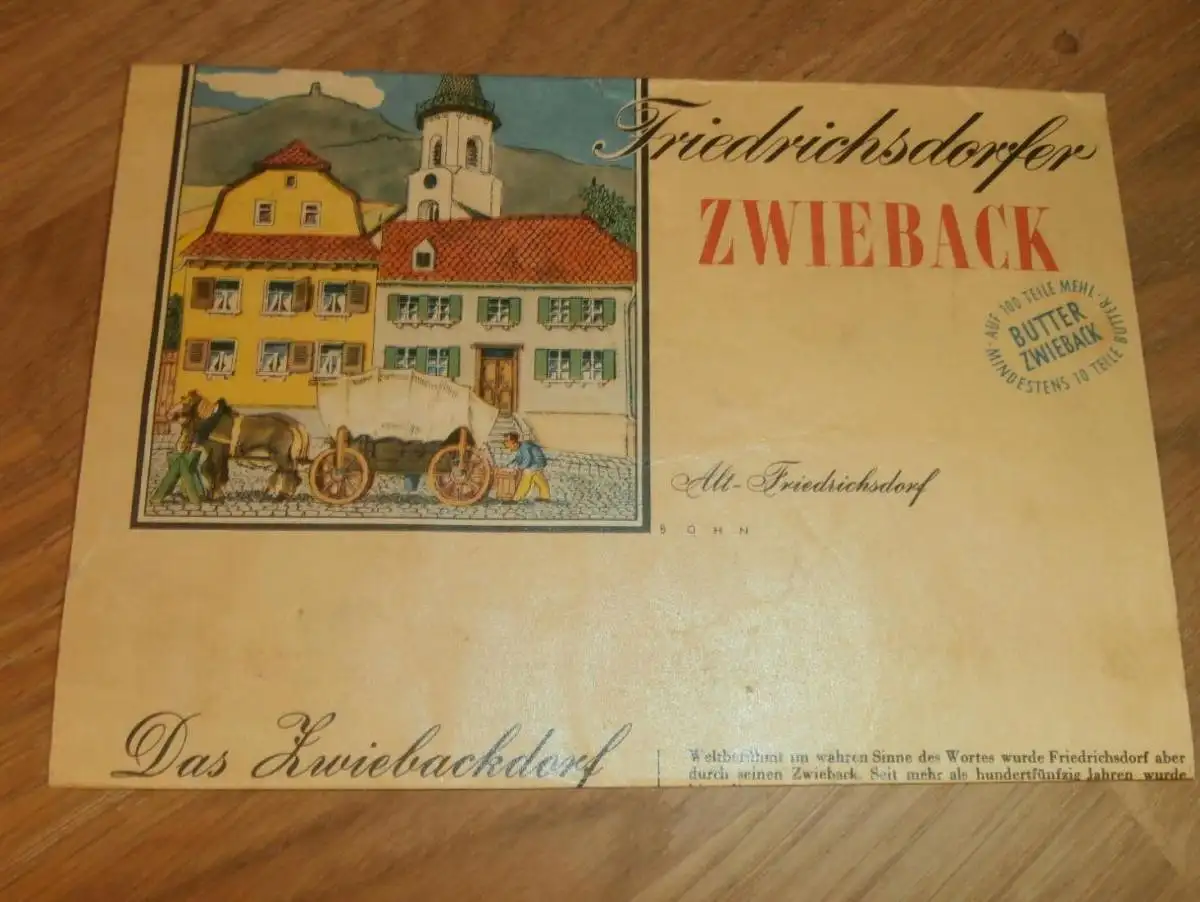 Friedrichsdorfer
ZWIEBACK
AUF 100 TEILE MEHL · MINDESTENS 10 TEILE BUTTER ·
BUTTER
ZWIEBACK
Alt-Friedrichsdorf
BÖHN
Das Zwiebackdorf
Weltberühmt im wahren Sinne des Wortes wurde Friedrichsdorf aber
durch seinen Zwieback. Seit mehr als hundertfünfzig Jahren wurde